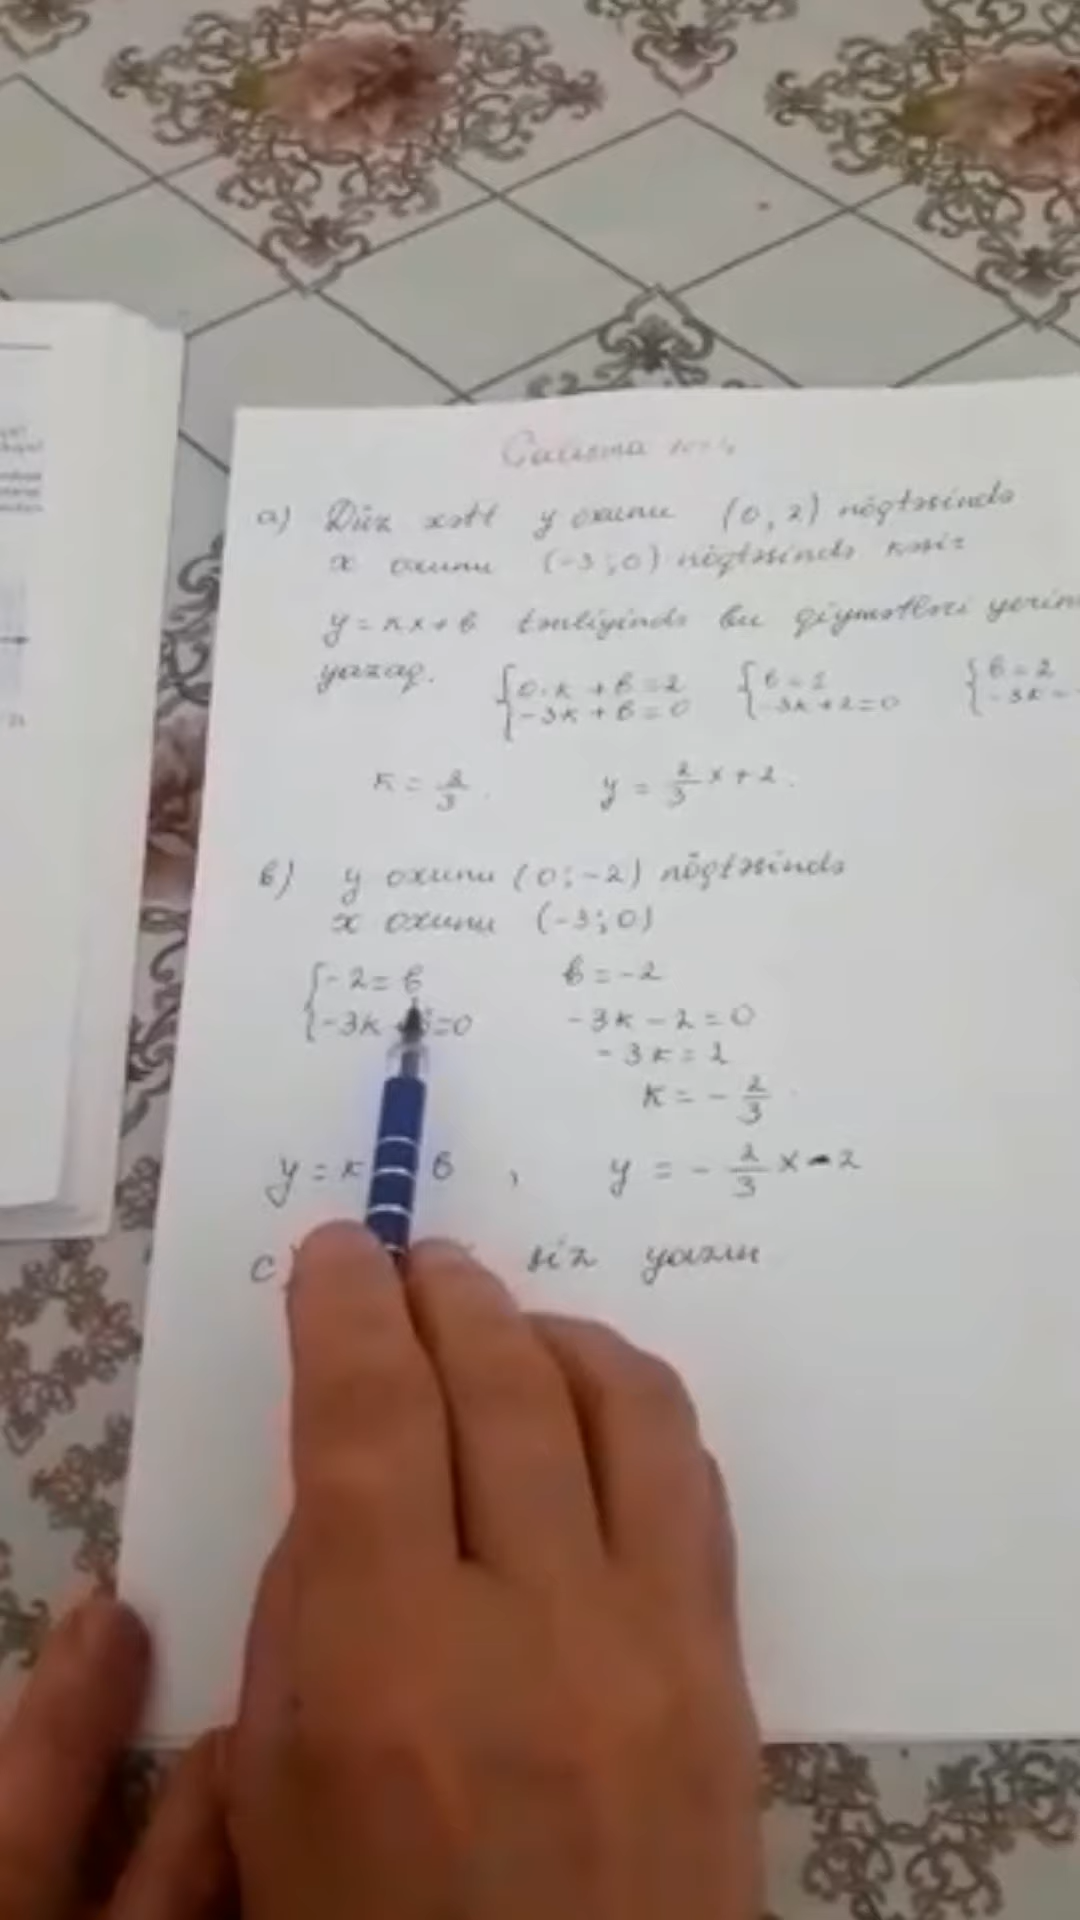 Çalışma
a) Düz xətt y oxunu (0, 2) nöqtəsində
x oxunu (-3; 0) nöqtəsində kəsir
y = kx + b tənliyində bu qiymətləri
yazaq. { 0·k + b = 2 { b = 2 { b = 2
{ -3k + b = 0 { -3k + 2 = 0 { -3k =
k = 2/3. y = 2/3 x + 2.
b) y oxunu (0; -2) nöqtəsində
x oxunu (-3; 0)
{ -2 = b b = -2
{ -3k =0 -3k - 2 = 0
-3k = 2
k = - 2/3
y = k b , y = - 2/3 x - 2
c) siz yazın